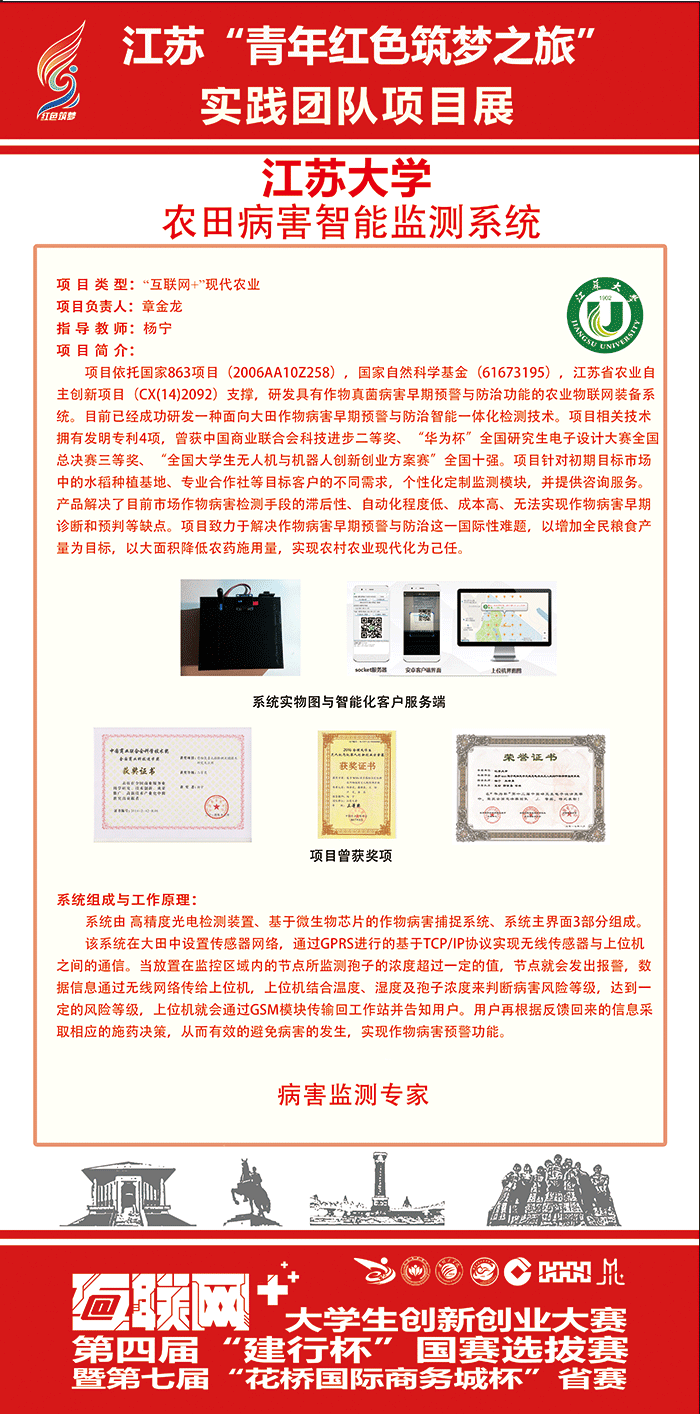 江苏“青年红色筑梦之旅”
实践团队项目展
红色筑梦
江苏大学
农田病害智能监测系统
项目类型：“互联网+”现代农业
项目负责人：章金龙
指导教师：杨宁
项目简介：
江苏大学
1902
JIANGSU UNIVERSITY
项目依托国家863项目（2006AA10Z258），国家自然科学基金（61673195），江苏省农业自
主创新项目（CX(14)2092）支撑，研发具有作物真菌病害早期预警与防治功能的农业物联网装备系
统。目前已经成功研发一种面向大田作物病害早期预警与防治智能一体化检测技术。项目相关技术
拥有发明专利4项，曾获中国商业联合会科技进步二等奖、“华为杯”全国研究生电子设计大赛全国
总决赛三等奖、“全国大学生无人机与机器人创新创业方案赛”全国十强。项目针对初期目标市场
中的水稻种植基地、专业合作社等目标客户的不同需求，个性化定制监测模块，并提供咨询服务。
产品解决了目前市场作物病害检测手段的滞后性、自动化程度低、成本高、无法实现作物病害早期
诊断和预判等缺点。项目致力于解决作物病害早期预警与防治这一国际性难题，以增加全民粮食产
量为目标，以大面积降低农药施用量，实现农村农业现代化为己任。
socket服务器
安卓客户端界面
上位机界面图
系统实物图与智能化客户服务端
获奖证书
获奖证书
荣誉证书
项目曾获奖项
系统组成与工作原理：
系统由 高精度光电检测装置、基于微生物芯片的作物病害捕捉系统、系统主界面3部分组成。
该系统在大田中设置传感器网络，通过GPRS进行的基于TCP/IP协议实现无线传感器与上位机
之间的通信。当放置在监控区域内的节点所监测孢子的浓度超过一定的值，节点就会发出报警，数
据信息通过无线网络传给上位机，上位机结合温度、湿度及孢子浓度来判断病害风险等级，达到一
定的风险等级，上位机就会通过GSM模块传输回工作站并告知用户。用户再根据反馈回来的信息采
取相应的施药决策，从而有效的避免病害的发生，实现作物病害预警功能。
病害监测专家
互联网+
大学生创新创业大赛
第四届“建行杯”国赛选拔赛
暨第七届“花桥国际商务城杯”省赛